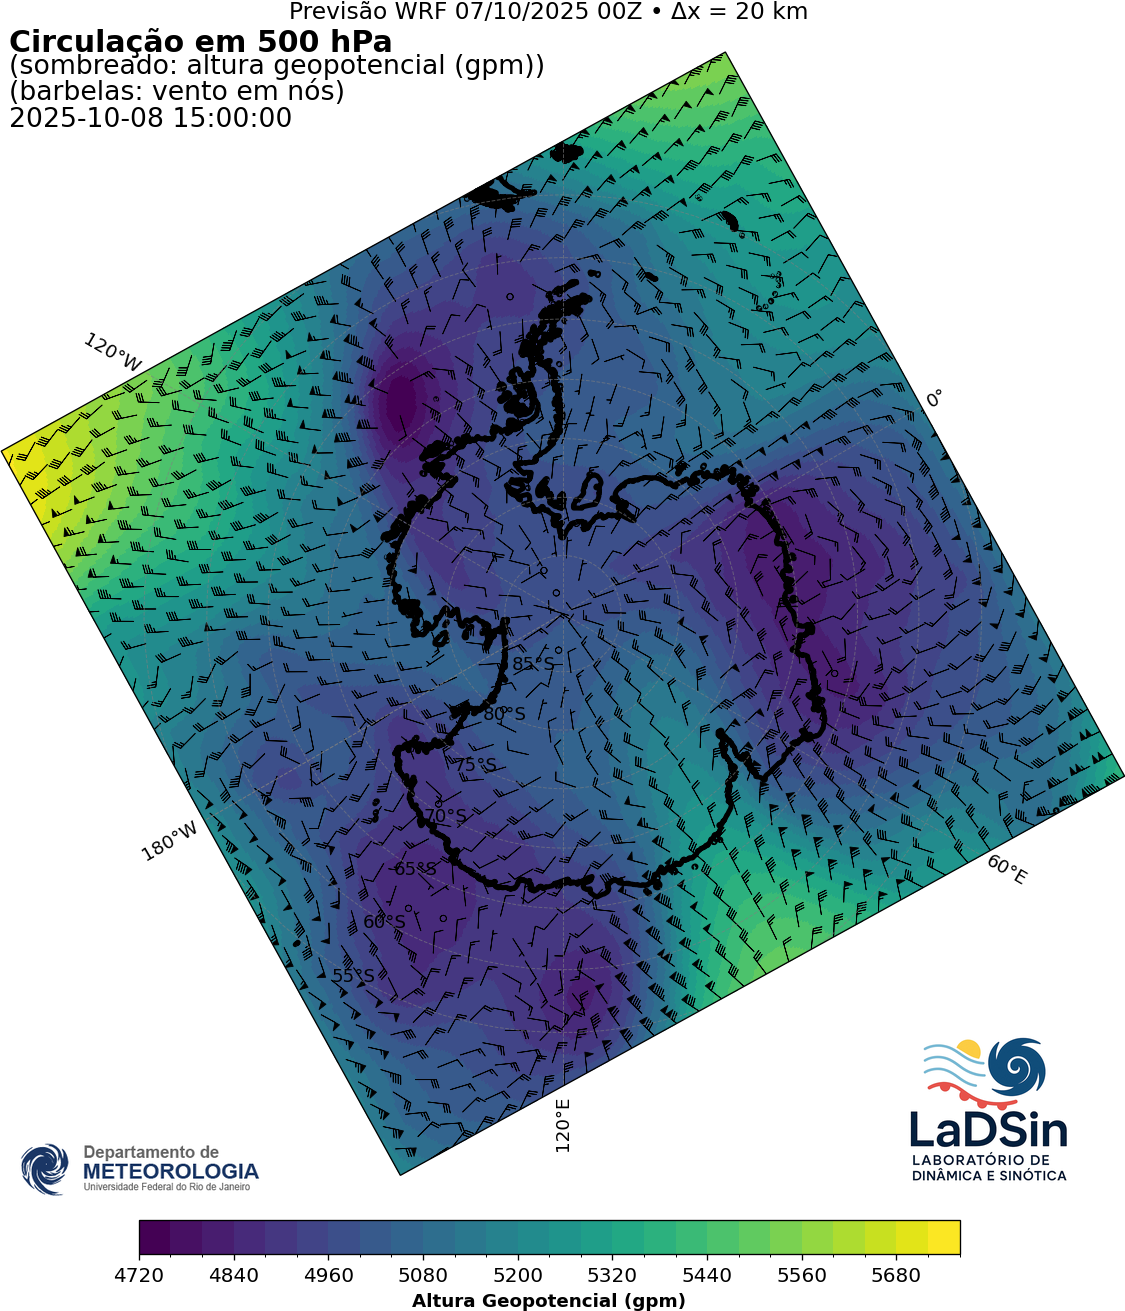 Previsão WRF 07/10/2025 00Z • Δx = 20 km
Circulação em 500 hPa
(sombreado: altura geopotencial (gpm))
(barbelas: vento em nós)
2025-10-08 15:00:00
120°W
0°
85°S
80°S
75°S
70°S
180°W
65°S
60°E
60°S
55°S
120°E
LaDSin
LABORATÓRIO DE
DINÂMICA E SINÓTICA
Departamento de
METEOROLOGIA
Universidade Federal do Rio de Janeiro
4720 4840 4960 5080 5200 5320 5440 5560 5680
Altura Geopotencial (gpm)